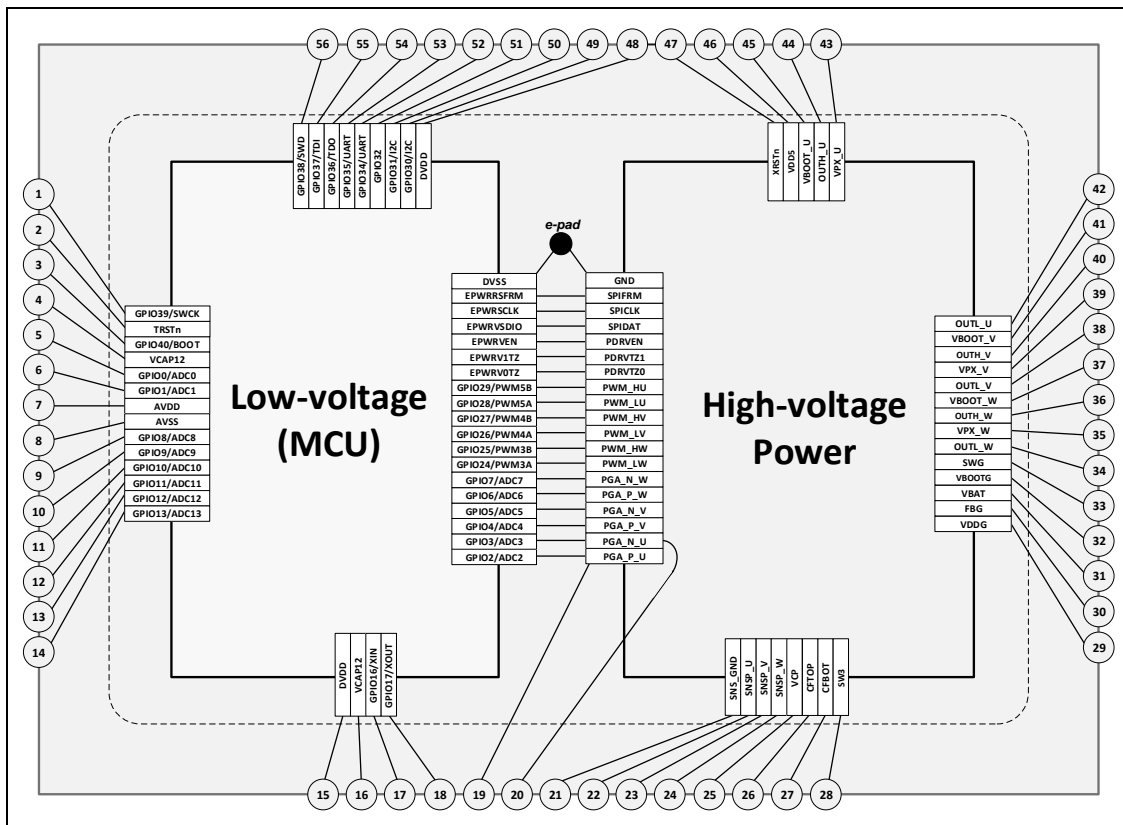 56 55 54 53 52 51 50 49 48 47 46 45 44 43
GPIO38/SWD
GPIO37/TDI
GPIO36/TDO
GPIO35/UART
GPIO34/UART
GPIO32
GPIO31/I2C
GPIO30/I2C
DVDD
XRSTn
VDD5
VBOOT_U
OUTH_U
VPX_U
1
2
3
4
5
6
7
8
9
10
11
12
13
14
GPIO39/SWCK
TRSTn
GPIO40/BOOT
VCAP12
GPIO0/ADC0
GPIO1/ADC1
AVDD
AVSS
GPIO8/ADC8
GPIO9/ADC9
GPIO10/ADC10
GPIO11/ADC11
GPIO12/ADC12
GPIO13/ADC13
Low-voltage
(MCU)
e-pad
DVSS
EPWRRSFRM
EPWRSCLK
EPWRVSDIO
EPWRVEN
EPWRV1TZ
EPWRV0TZ
GPIO29/PWM5B
GPIO28/PWM5A
GPIO27/PWM4B
GPIO26/PWM4A
GPIO25/PWM3B
GPIO24/PWM3A
GPIO7/ADC7
GPIO6/ADC6
GPIO5/ADC5
GPIO4/ADC4
GPIO3/ADC3
GPIO2/ADC2
GND
SPIFRM
SPICLK
SPIDAT
PDRVEN
PDRVTZ1
PDRVTZ0
PWM_HU
PWM_LU
PWM_HV
PWM_LV
PWM_HW
PWM_LW
PGA_N_W
PGA_P_W
PGA_N_V
PGA_P_V
PGA_N_U
PGA_P_U
High-voltage
Power
OUTL_U
VBOOT_V
OUTH_V
VPX_V
OUTL_V
VBOOT_W
OUTH_W
VPX_W
OUTL_W
SWG
VBOOTG
VBAT
FBG
VDDG
42
41
40
39
38
37
36
35
34
33
32
31
30
29
DVDD
VCAP12
GPIO16/XIN
GPIO17/XOUT
SNS_GND
SNSP_U
SNSP_V
SNSP_W
VCP
CFTOP
CFBOT
SW3
15 16 17 18 19 20 21 22 23 24 25 26 27 28